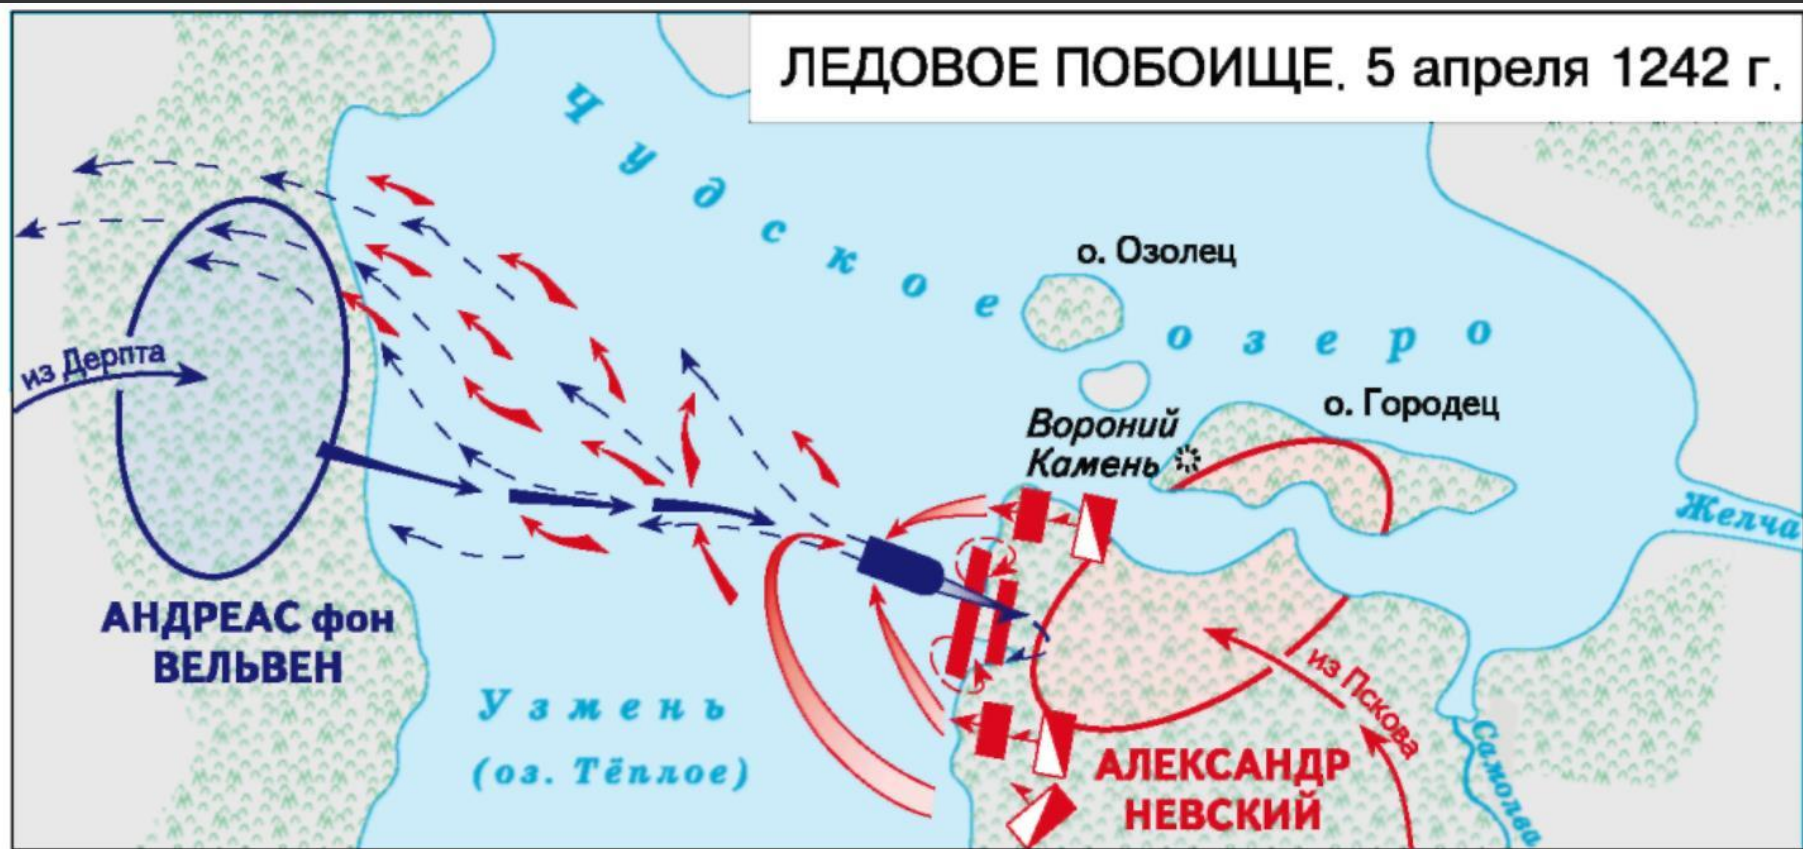 ЛЕДОВОЕ ПОБОИЩЕ. 5 апреля 1242 г.
Чудское озеро
о. Озолец
о. Городец
Вороний
Камень
Желча
из Дерпта
АНДРЕАС фон
ВЕЛЬВЕН
Узмень
(оз. Тёплое)
из Пскова
АЛЕКСАНДР
НЕВСКИЙ
Самолва